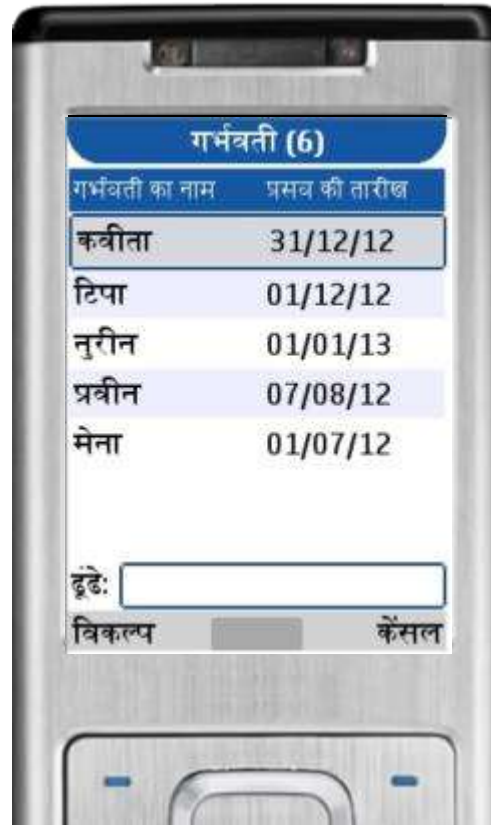 गर्भवती (6)
गर्भवती का नाम प्रसव की तारीख
कवीता 31/12/12
टिपा 01/12/12
नुरीन 01/01/13
प्रवीन 07/08/12
मेना 01/07/12
ढूंढे:
विकल्प केंसल